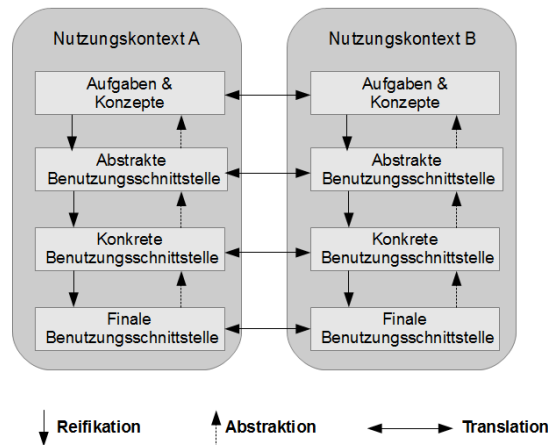 Nutzungskontext A
Aufgaben &
Konzepte
Abstrakte
Benutzungsschnittstelle
Konkrete
Benutzungsschnittstelle
Finale
Benutzungsschnittstelle
Nutzungskontext B
Aufgaben &
Konzepte
Abstrakte
Benutzungsschnittstelle
Konkrete
Benutzungsschnittstelle
Finale
Benutzungsschnittstelle
Reifikation
Abstraktion
Translation